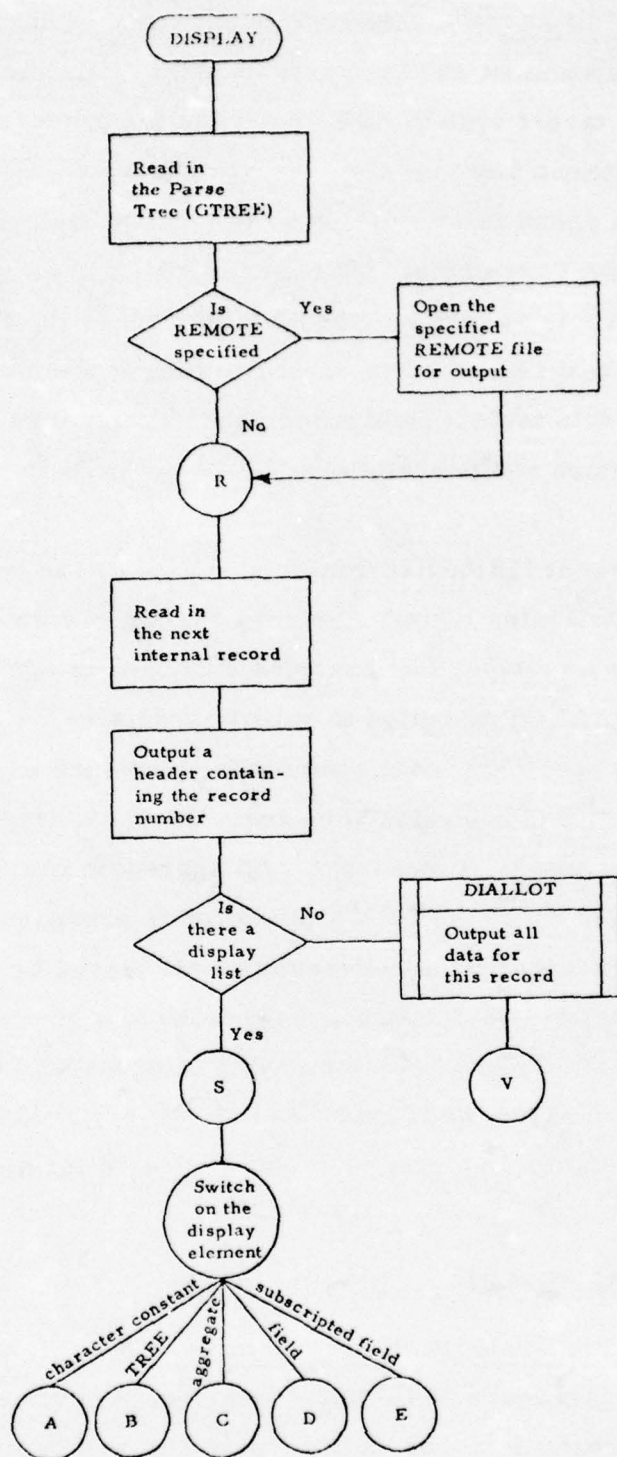 DISPLAY
Read in
the Parse
Tree (GTREE)
Is
REMOTE
specified
Yes
Open the
specified
REMOTE file
for output
No
R
Read in
the next
internal record
Output a
header contain-
ing the record
number
Is
there a
display
list
No
DIALLOT
Output all
data for
this record
Yes
S
V
Switch
on the
display
element
character constant
TREE
aggregate
field
subscripted field
A
B
C
D
E